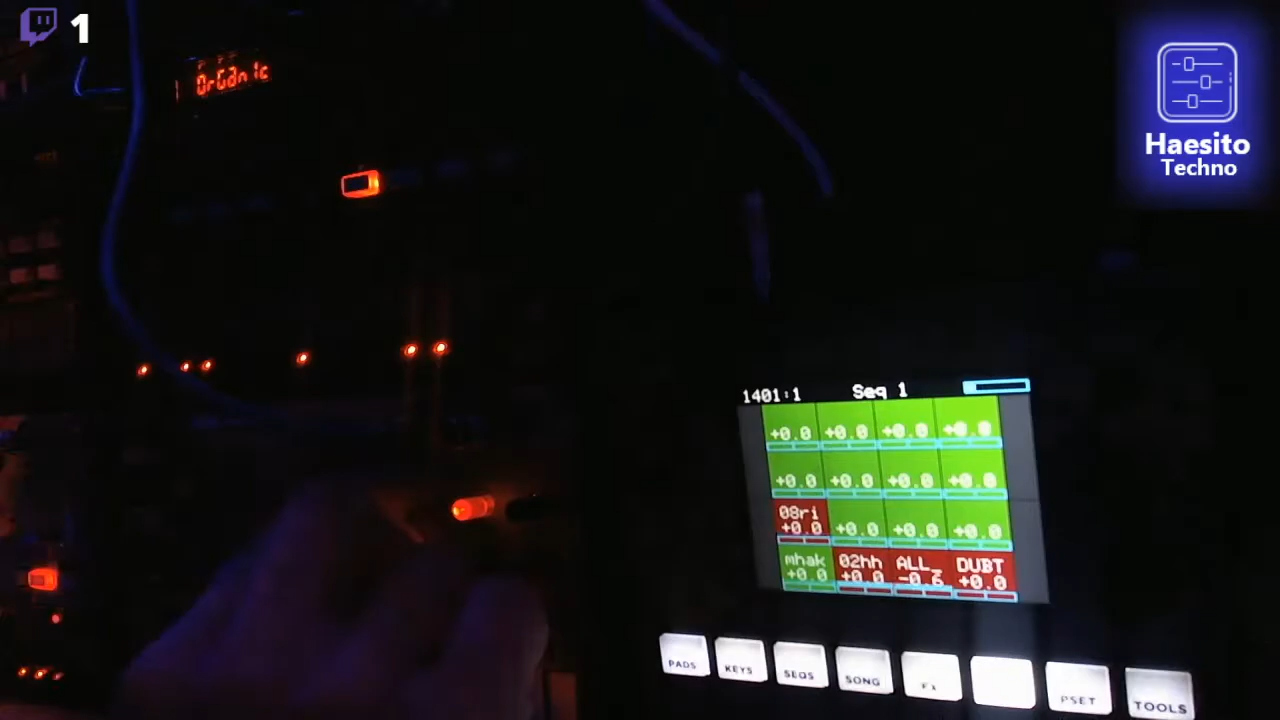 1
OrGanic
Haesito
Techno
1401:1 Seq 1
+0.0 +0.0 +0.0 +0.0
+0.0 +0.0 +0.0 +0.0
08ri
+0.0 +0.0 +0.0 +0.0
mhak 02hh ALL_ DUBT
+0.0 +0.0 -0.6 +0.0
PADS KEYS SEQS SONG FX PSET TOOLS